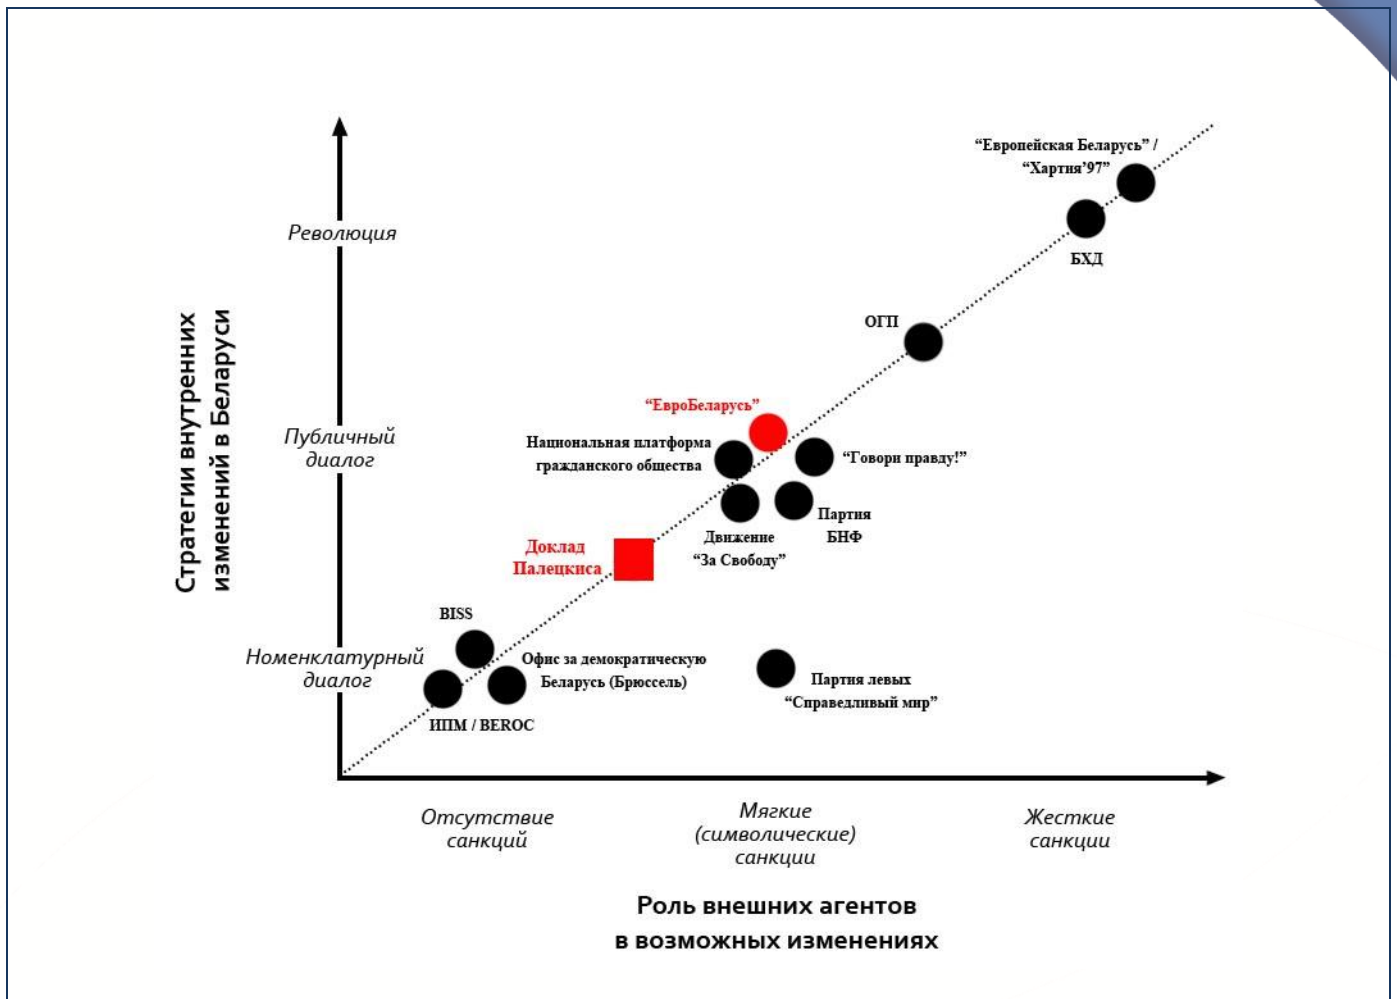 “Европейская Беларусь” /
“Хартия’97”
Революция
БХД
ОГП
“ЕвроБеларусь”
Стратегии внутренних
изменений в Беларуси
Публичный
диалог
Национальная платформа
гражданского общества
“Говори правду!”
Партия
БНФ
Движение
“За Свободу”
Доклад
Палецкиса
BISS
Номенклатурный
диалог
Офис за демократическую
Беларусь (Брюссель)
Партия левых
“Справедливый мир”
ИПМ / BEROC
Отсутствие
санкций
Мягкие
(символические)
санкции
Жесткие
санкции
Роль внешних агентов
в возможных изменениях